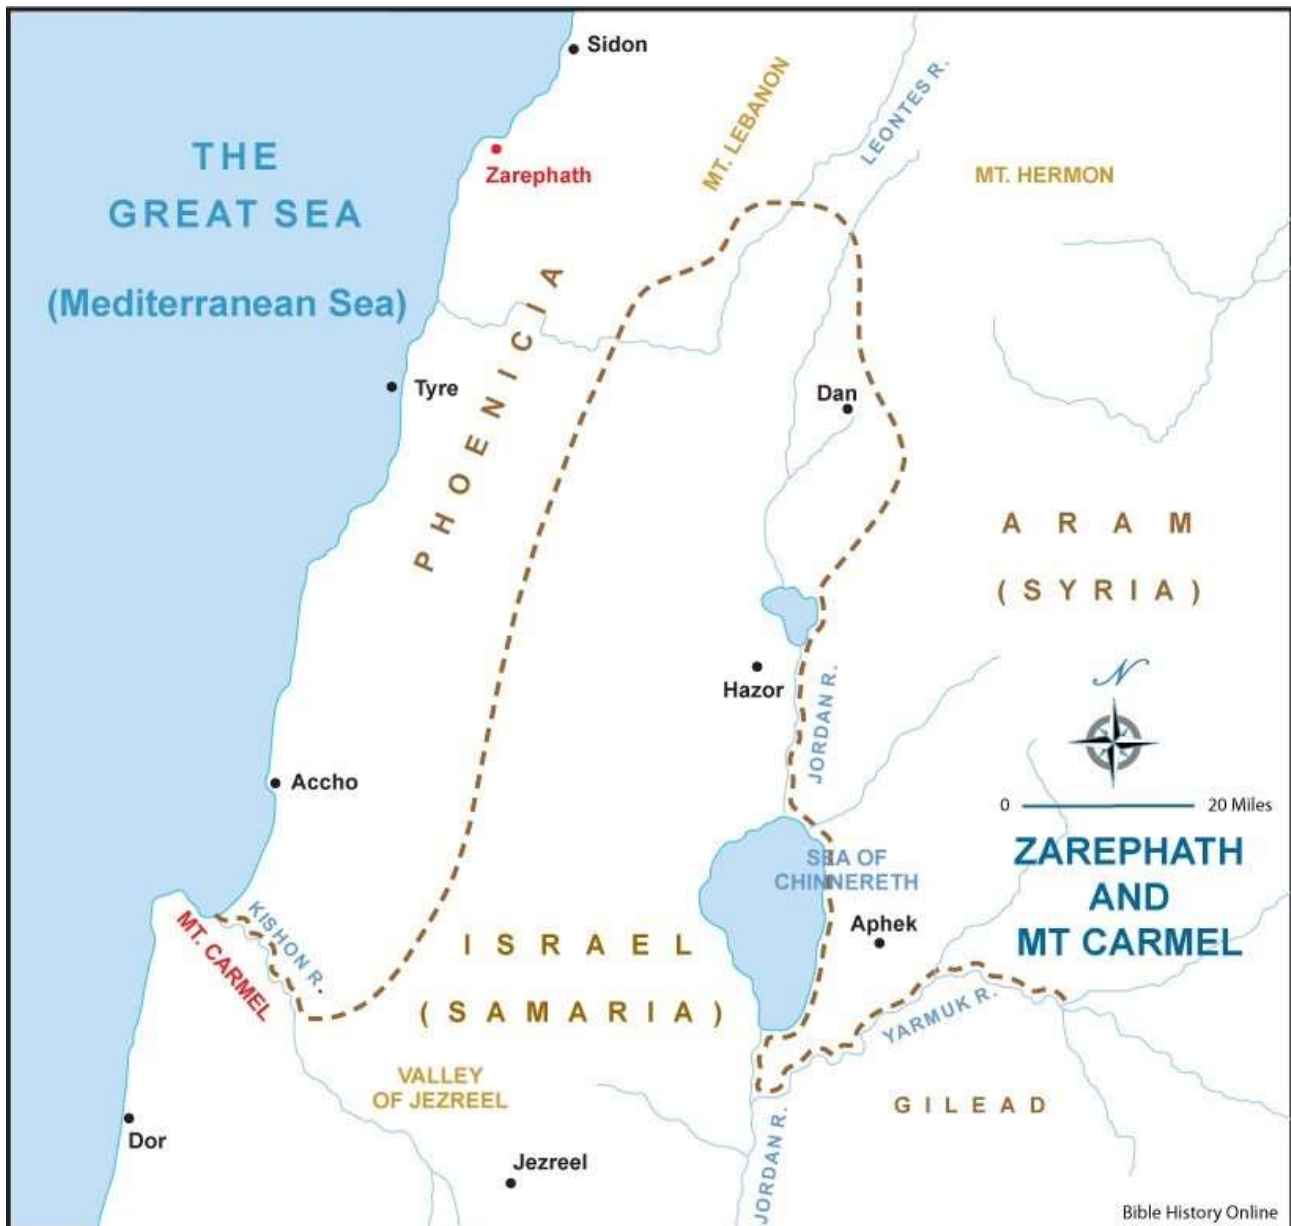 Sidon
MT. LEBANON
LEONTES R.
THE
GREAT SEA
(Mediterranean Sea)
Zarephath
MT. HERMON
PHOENICIA
Tyre
Dan
ARAM
(SYRIA)
Hazor
JORDAN R.
N
Accho
0 20 Miles
ZAREPHATH
AND
MT CARMEL
SEA OF
CHINNERETH
Aphek
KISHON R.
MT. CARMEL
ISRAEL
(SAMARIA)
YARMUK R.
VALLEY
OF JEZREEL
GILEAD
Dor
Jezreel
JORDAN R.
Bible History Online